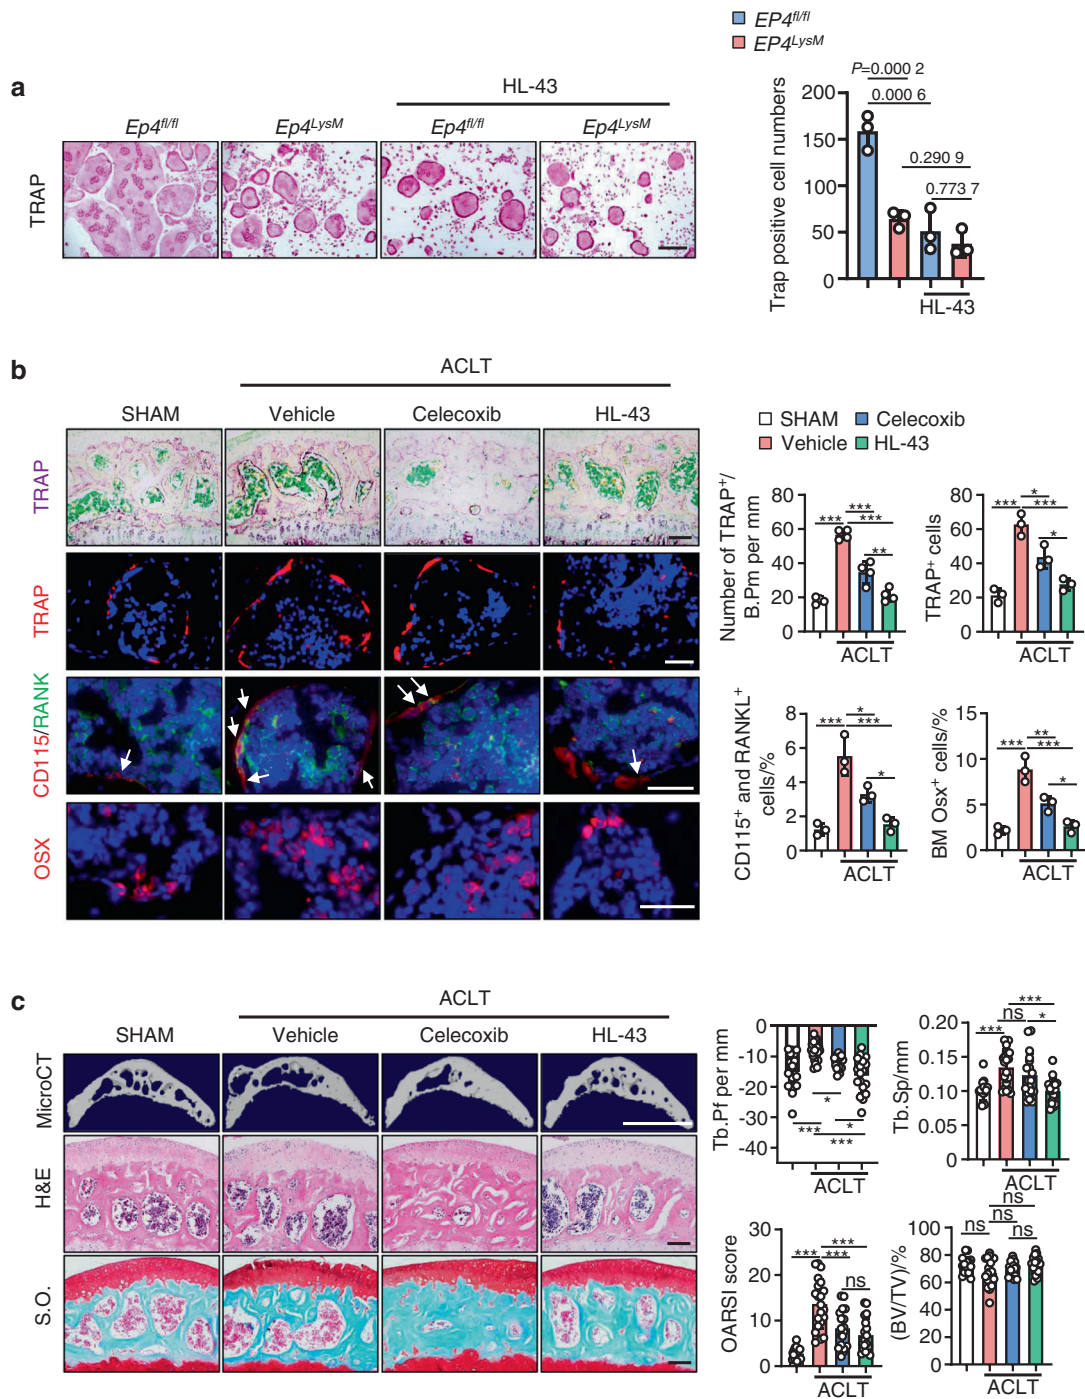 a
HL-43
Ep4fl/fl
Ep4LysM
Ep4fl/fl
Ep4LysM
TRAP
EP4fl/fl
EP4LysM
P=0.000 2
0.000 6
0.290 9
0.773 7
Trap positive cell numbers
200
150
100
50
0
HL-43
b
ACLT
SHAM
Vehicle
Celecoxib
HL-43
TRAP
TRAP
CD115/RANK
OSX
SHAM
Celecoxib
Vehicle
HL-43
Number of TRAP+/
B.Pm per mm
80
60
40
20
0
***
***
***
**
ACLT
TRAP+ cells
80
60
40
20
0
***
*
***
*
ACLT
CD115+ and RANKL+
cells/%
8
6
4
2
0
***
*
***
*
ACLT
BM Osx+ cells/%
15
10
5
0
***
**
***
*
ACLT
c
ACLT
SHAM
Vehicle
Celecoxib
HL-43
MicroCT
H&E
S.O.
Tb.Pf per mm
0
-10
-20
-30
-40
*
***
*
***
ACLT
Tb.Sp/mm
0.20
0.15
0.10
0.05
0
***
ns
***
*
ACLT
OARSI score
30
20
10
0
***
***
***
ns
ACLT
(BV/TV)/%
100
80
60
40
20
0
ns
ns
ns
ns
ACLT